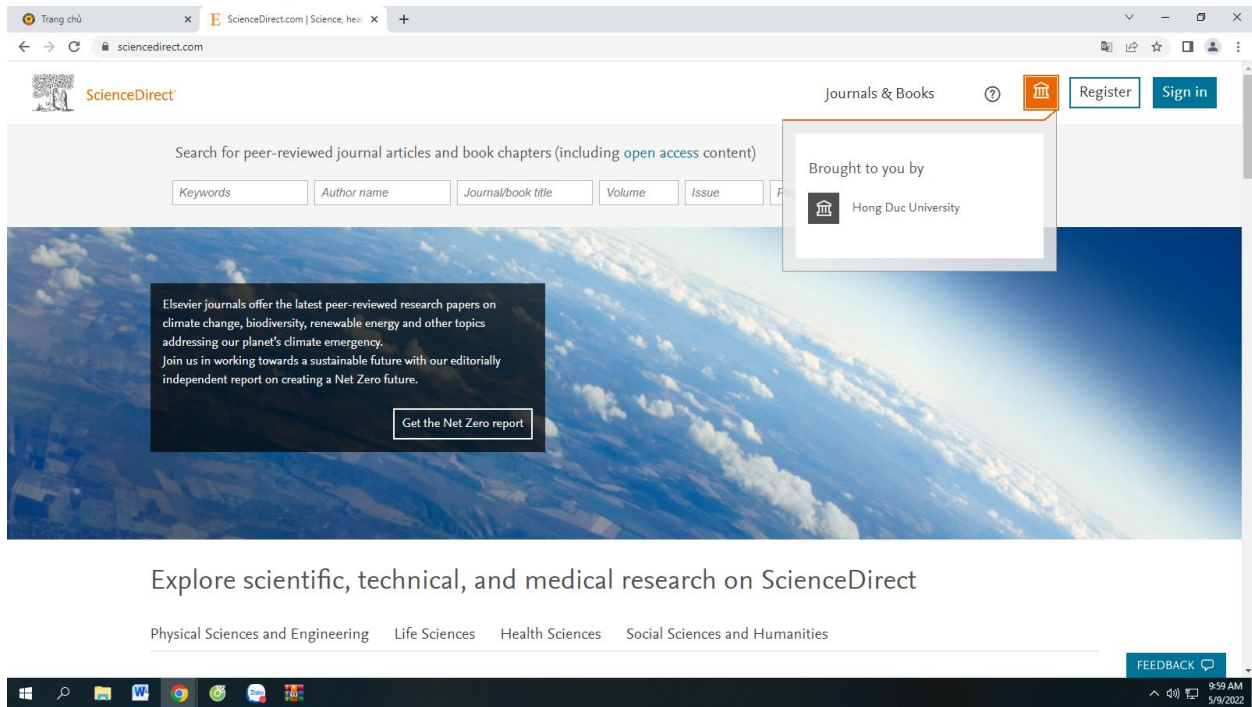 Trang chủ
ScienceDirect.com | Science, heal
sciencedirect.com
ScienceDirect
Journals & Books
?
Register
Sign in
Search for peer-reviewed journal articles and book chapters (including open access content)
Keywords
Author name
Journal/book title
Volume
Issue
Brought to you by
Hong Duc University
Elsevier journals offer the latest peer-reviewed research papers on
climate change, biodiversity, renewable energy and other topics
addressing our planet's climate emergency.
Join us in working towards a sustainable future with our editorially
independent report on creating a Net Zero future.
Get the Net Zero report
Explore scientific, technical, and medical research on ScienceDirect
Physical Sciences and Engineering
Life Sciences
Health Sciences
Social Sciences and Humanities
FEEDBACK
Zalo
9:59 AM
5/9/2022